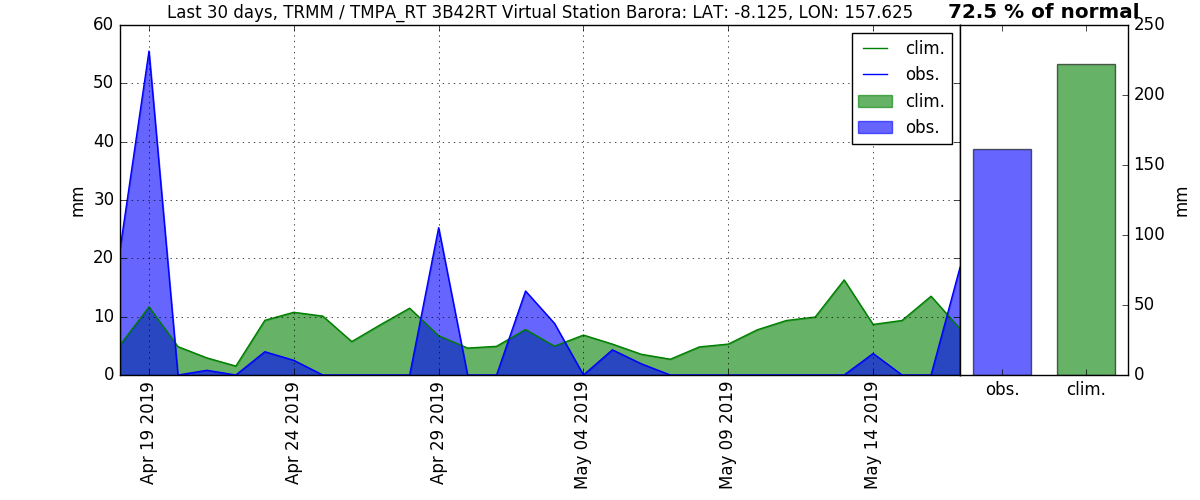 Last 30 days, TRMM / TMPA_RT 3B42RT Virtual Station Barora: LAT: -8.125, LON: 157.625
72.5 % of normal
60
50
40
30
20
10
0
mm
clim.
obs.
clim.
obs.
250
200
150
100
50
0
mm
Apr 19 2019
Apr 24 2019
Apr 29 2019
May 04 2019
May 09 2019
May 14 2019
obs.
clim.